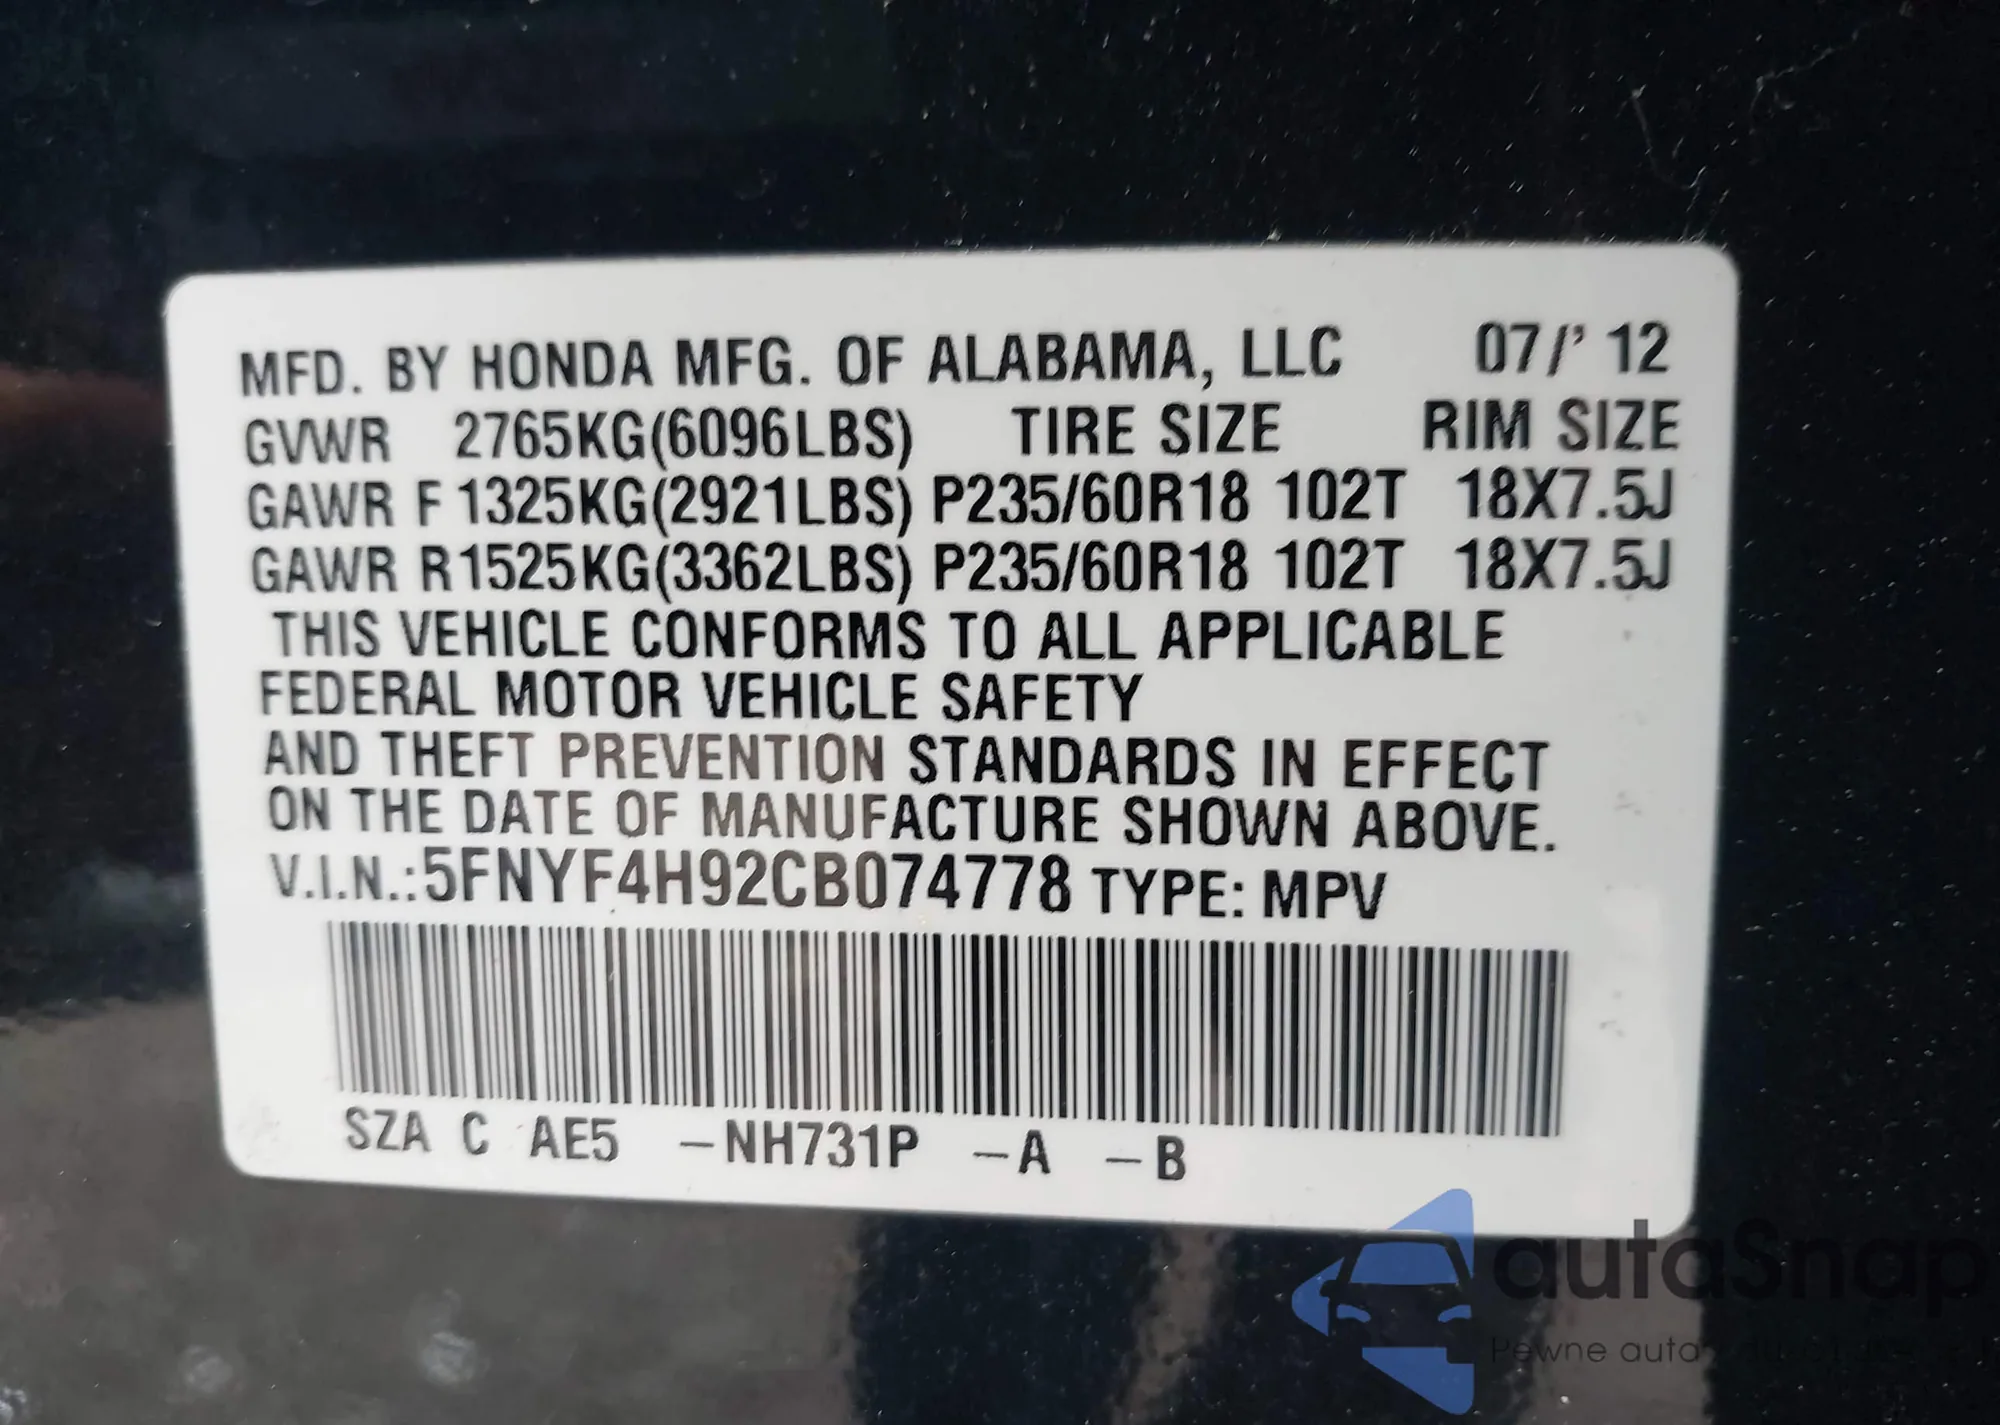 MFD. BY HONDA MFG. OF ALABAMA, LLC 07/'12
GVWR 2765KG(6096LBS) TIRE SIZE RIM SIZE
GAWR F 1325KG(2921LBS) P235/60R18 102T 18X7.5J
GAWR R1525KG(3362LBS) P235/60R18 102T 18X7.5J
THIS VEHICLE CONFORMS TO ALL APPLICABLE
FEDERAL MOTOR VEHICLE SAFETY
AND THEFT PREVENTION STANDARDS IN EFFECT
ON THE DATE OF MANUFACTURE SHOWN ABOVE.
V.I.N.:5FNYF4H92CB074778 TYPE: MPV
SZA C AE5 -NH731P -A -B
autaSnap
Pewne auta